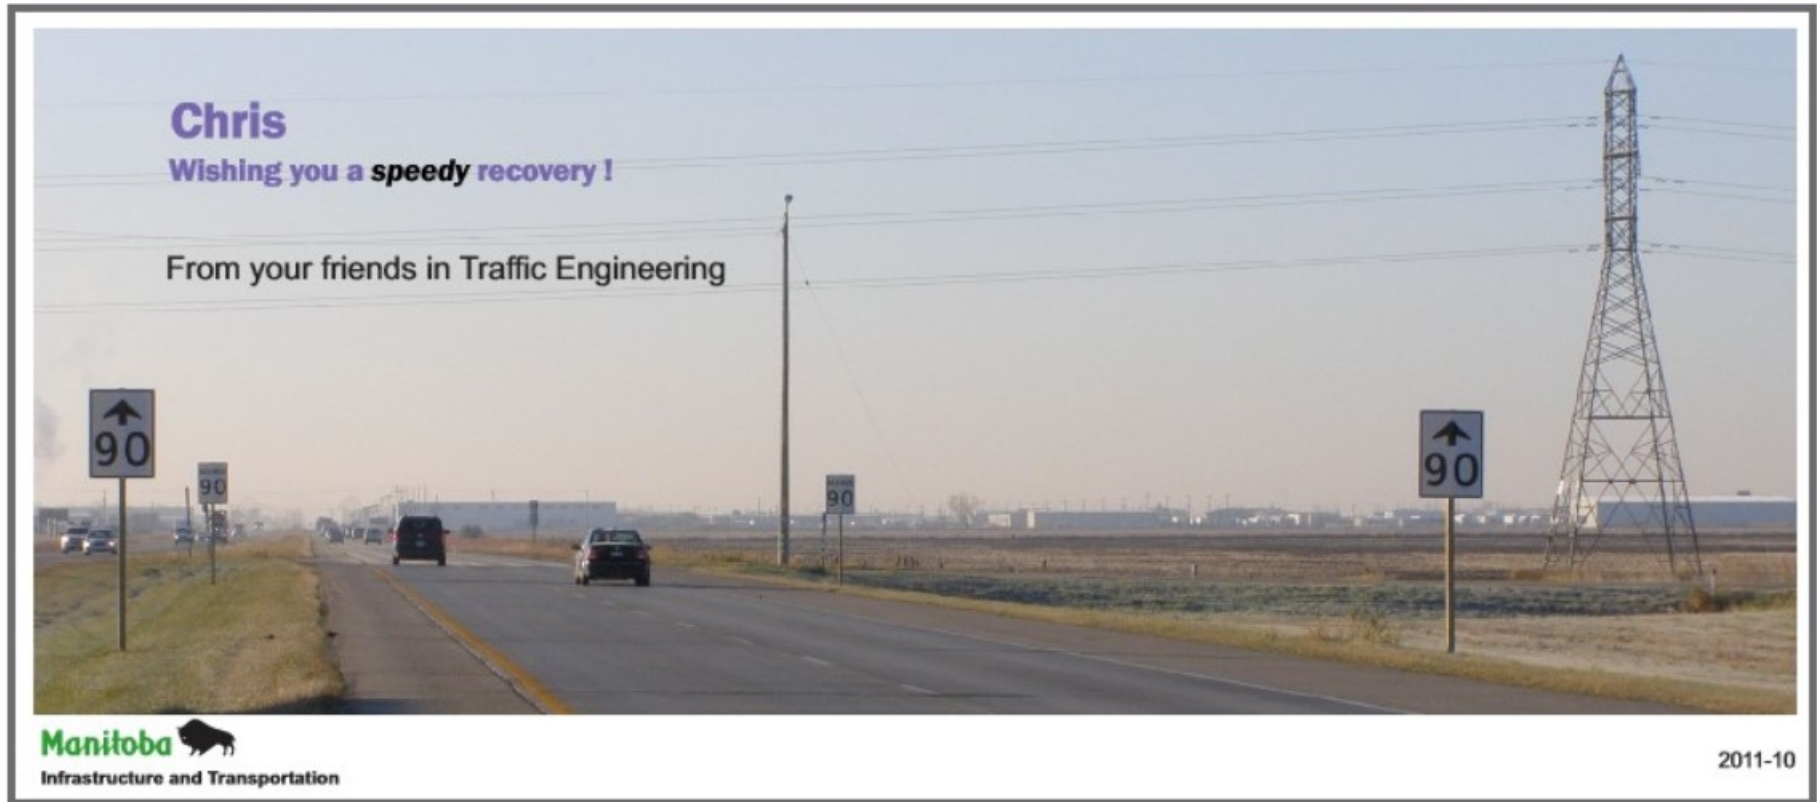 Chris
Wishing you a speedy recovery !
From your friends in Traffic Engineering
90
90
90
90
Manitoba
Infrastructure and Transportation
2011-10